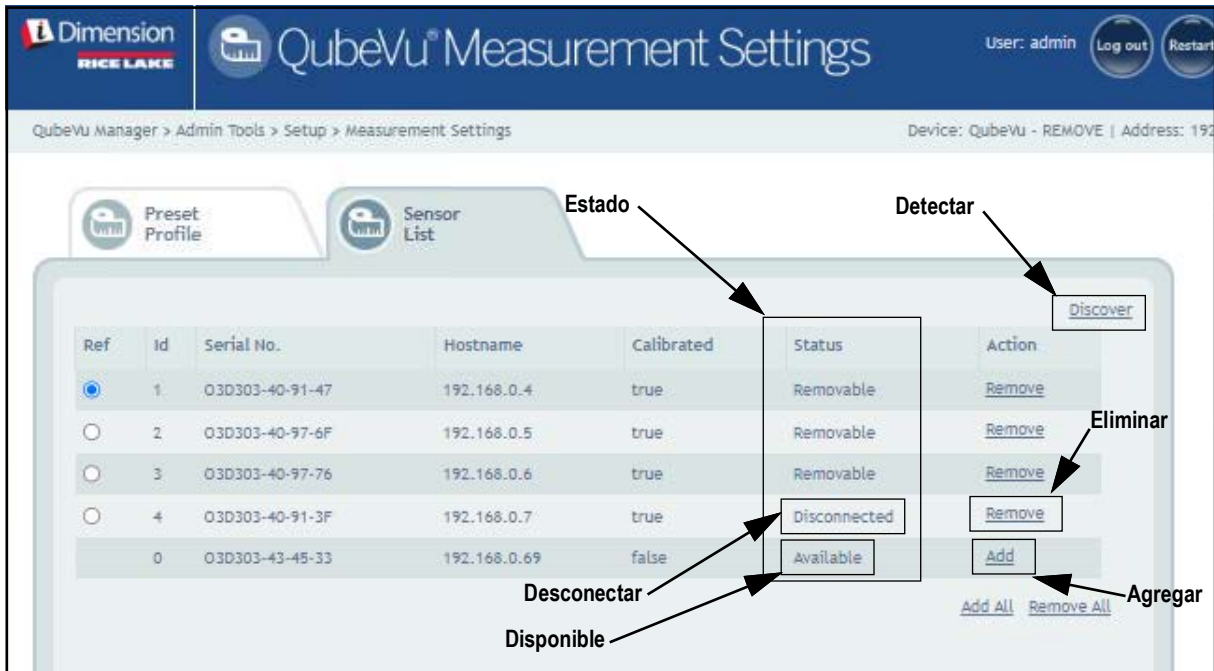 iDimension
RICE LAKE
QubeVu® Measurement Settings
User: admin
Log out
Restart
QubeVu Manager > Admin Tools > Setup > Measurement Settings
Device: QubeVu - REMOVE | Address: 192
Preset Profile
Sensor List
Estado
Detectar
Discover
Ref Id Serial No. Hostname Calibrated Status Action
1 O3D303-40-91-47 192.168.0.4 true Removable Remove
2 O3D303-40-97-6F 192.168.0.5 true Removable Remove
Eliminar
3 O3D303-40-97-76 192.168.0.6 true Removable Remove
4 O3D303-40-91-3F 192.168.0.7 true Disconnected Remove
0 O3D303-43-45-33 192.168.0.69 false Available Add
Desconectar
Agregar
Add All Remove All
Disponible